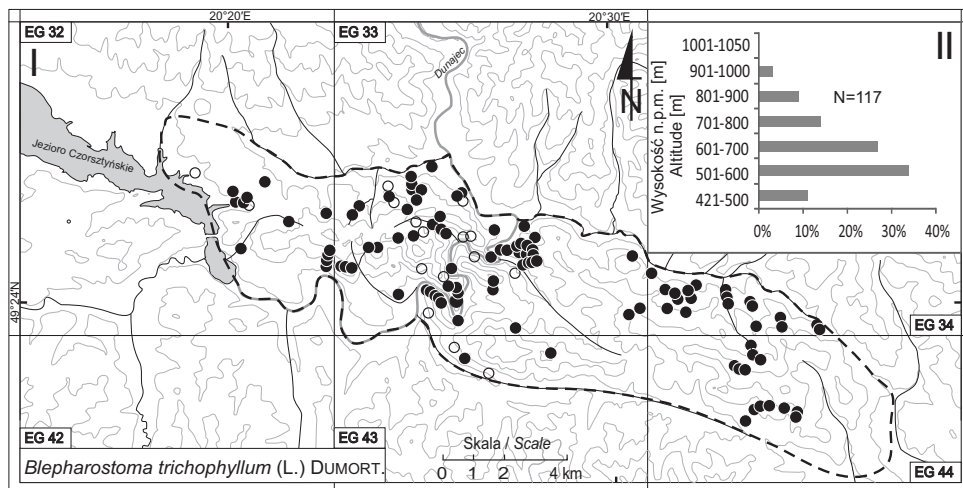 20°20'E
20°30'E
EG 32
EG 33
I
II
Dunajec
N
Jezioro Czorsztyńskie
49°24'N
Wysokość n.p.m. [m]
Altitude [m]
1001-1050
901-1000
801-900
701-800
601-700
501-600
421-500
N=117
0%
10%
20%
30%
40%
EG 34
EG 42
EG 43
EG 44
Skala / Scale
0 1 2 4 km
Blepharostoma trichophyllum (L.) DUMORT.